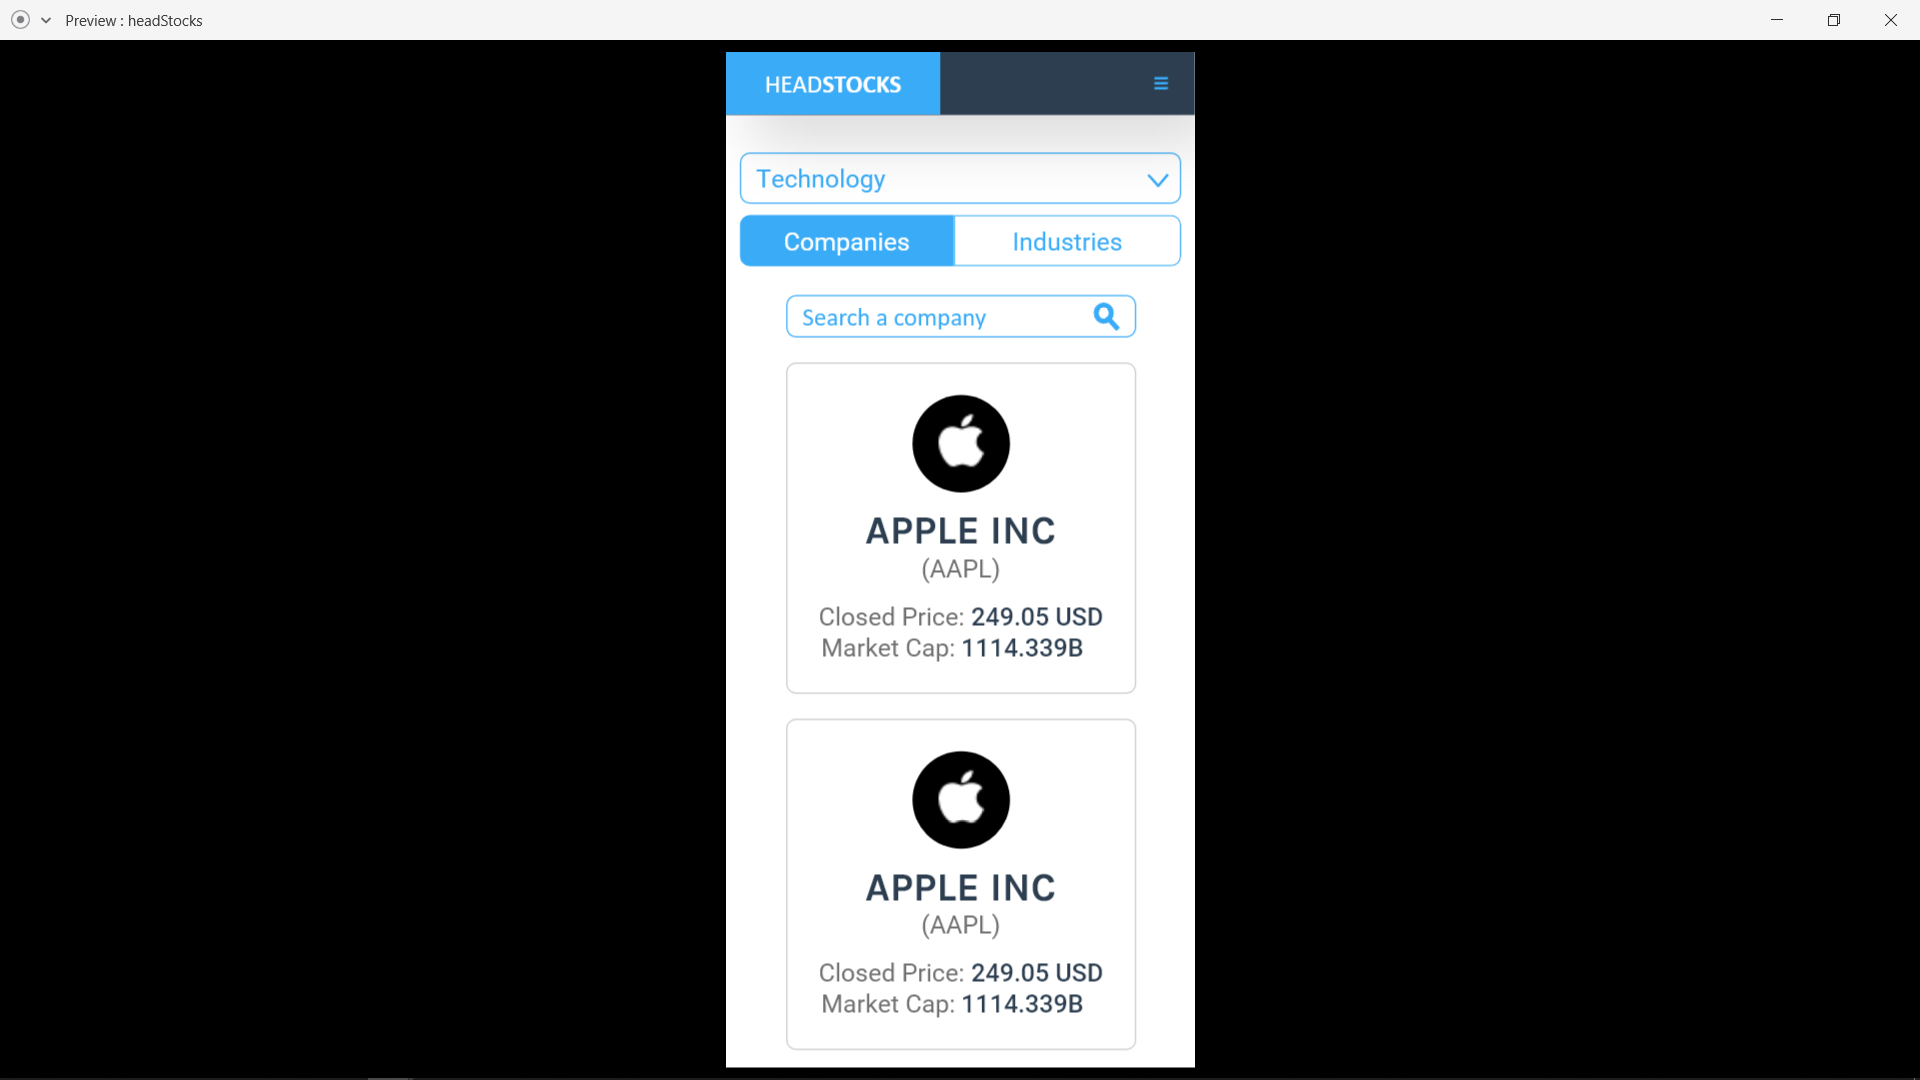 Preview : headStocks
HEADSTOCKS
Technology
Companies Industries
Search a company
APPLE INC
(AAPL)
Closed Price: 249.05 USD
Market Cap: 1114.339B
APPLE INC
(AAPL)
Closed Price: 249.05 USD
Market Cap: 1114.339B